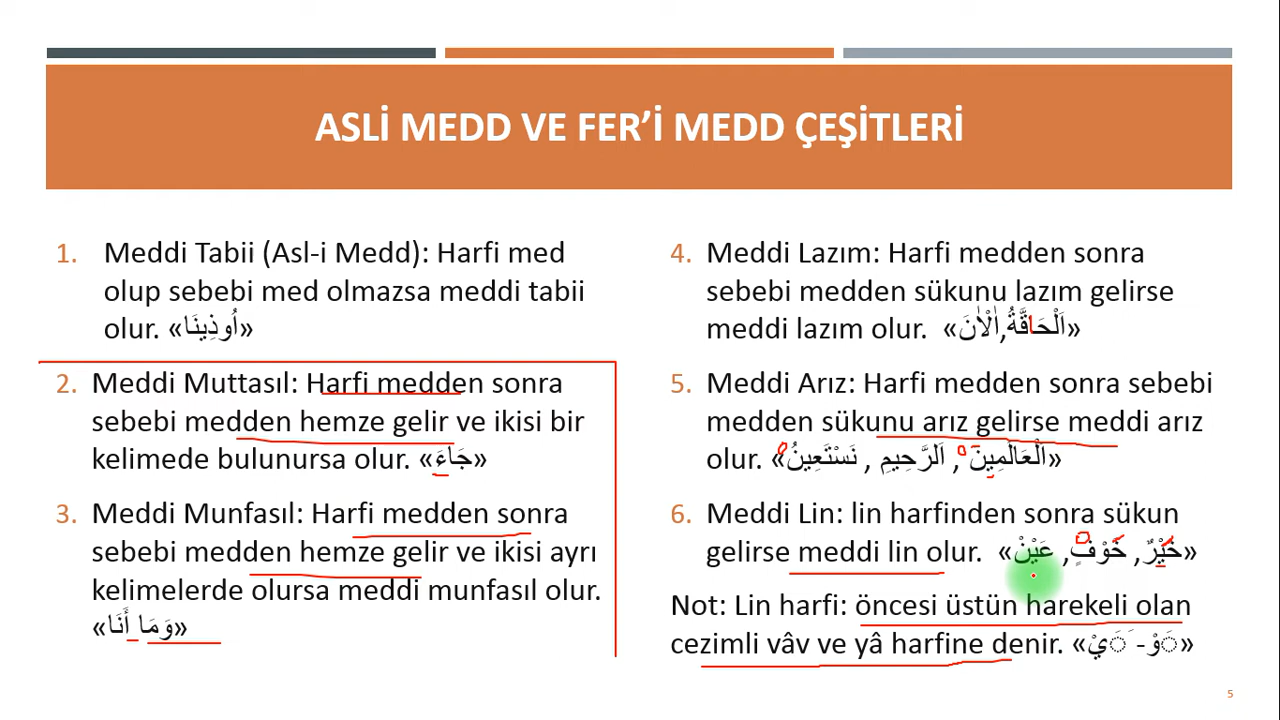 ASLİ MEDD VE FER’İ MEDD ÇEŞİTLERİ
1. Meddi Tabii (Asl-i Medd): Harfi med
olup sebebi med olmazsa meddi tabii
olur. «اُوذِينَا»
2. Meddi Muttasıl: Harfi medden sonra
sebebi medden hemze gelir ve ikisi bir
kelimede bulunursa olur. «جَاءَ»
3. Meddi Munfasıl: Harfi medden sonra
sebebi medden hemze gelir ve ikisi ayrı
kelimelerde olursa meddi munfasıl olur.
«وَمَا أَنَا»
4. Meddi Lazım: Harfi medden sonra
sebebi medden sükunu lazım gelirse
meddi lazım olur. «اَلْحَاقَّةُ,اٰلْاٰنَ»
5. Meddi Arız: Harfi medden sonra sebebi
medden sükunu arız gelirse meddi arız
olur. «الْعَالَمِينَ, اَلرَّحِيمِ , نَسْتَعِينُ»
6. Meddi Lin: lin harfinden sonra sükun
gelirse meddi lin olur. «خَيْرٌ, خَوْفٍ, عَيْنْ»
Not: Lin harfi: öncesi üstün harekeli olan
cezimli vâv ve yâ harfine denir. «◌َوْ - ◌َيْ»
5